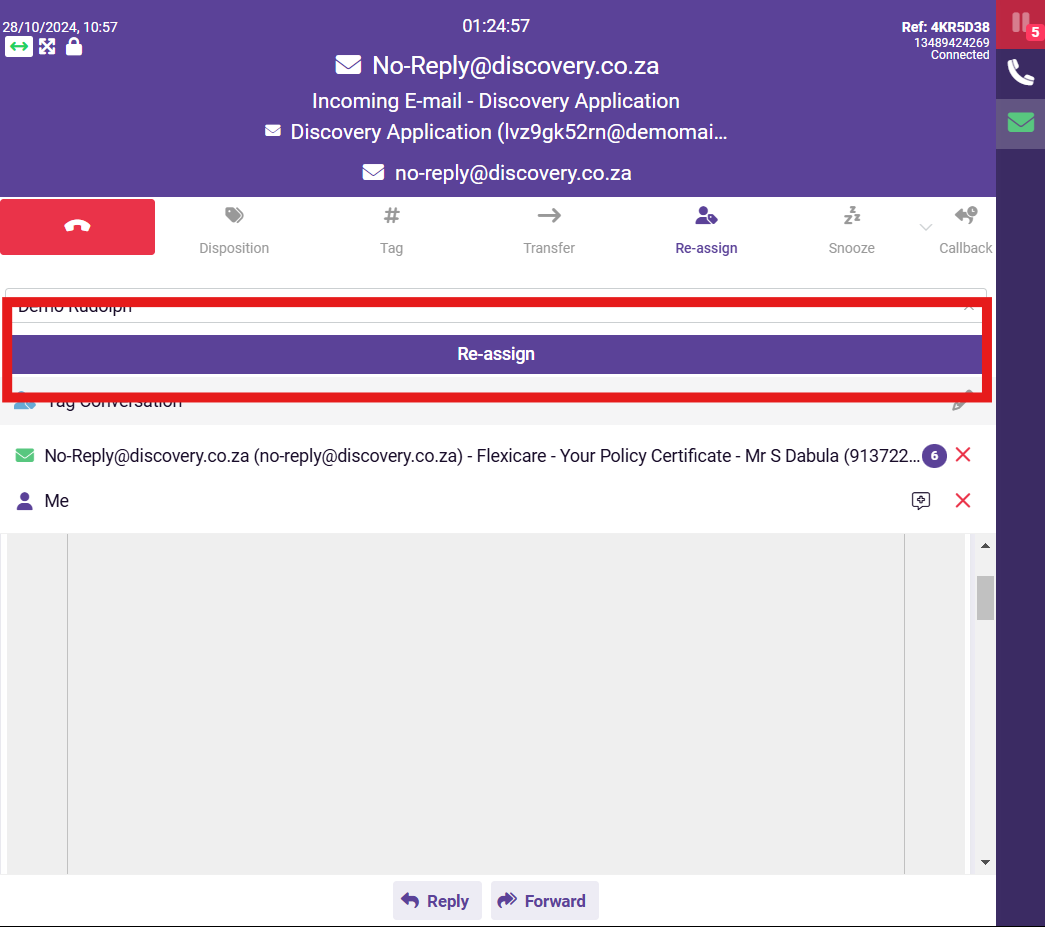 28/10/2024, 10:57
01:24:57
Ref: 4KR5D38
13489424269
Connected
5
No-Reply@discovery.co.za
Incoming E-mail - Discovery Application
Discovery Application (lvz9gk52rn@demomai...
no-reply@discovery.co.za
Disposition
Tag
Transfer
Re-assign
Snooze
Callback
Demo Rudolph
Re-assign
Tag Conversation
No-Reply@discovery.co.za (no-reply@discovery.co.za) - Flexicare - Your Policy Certificate - Mr S Dabula (913722... 6
Me
Reply
Forward